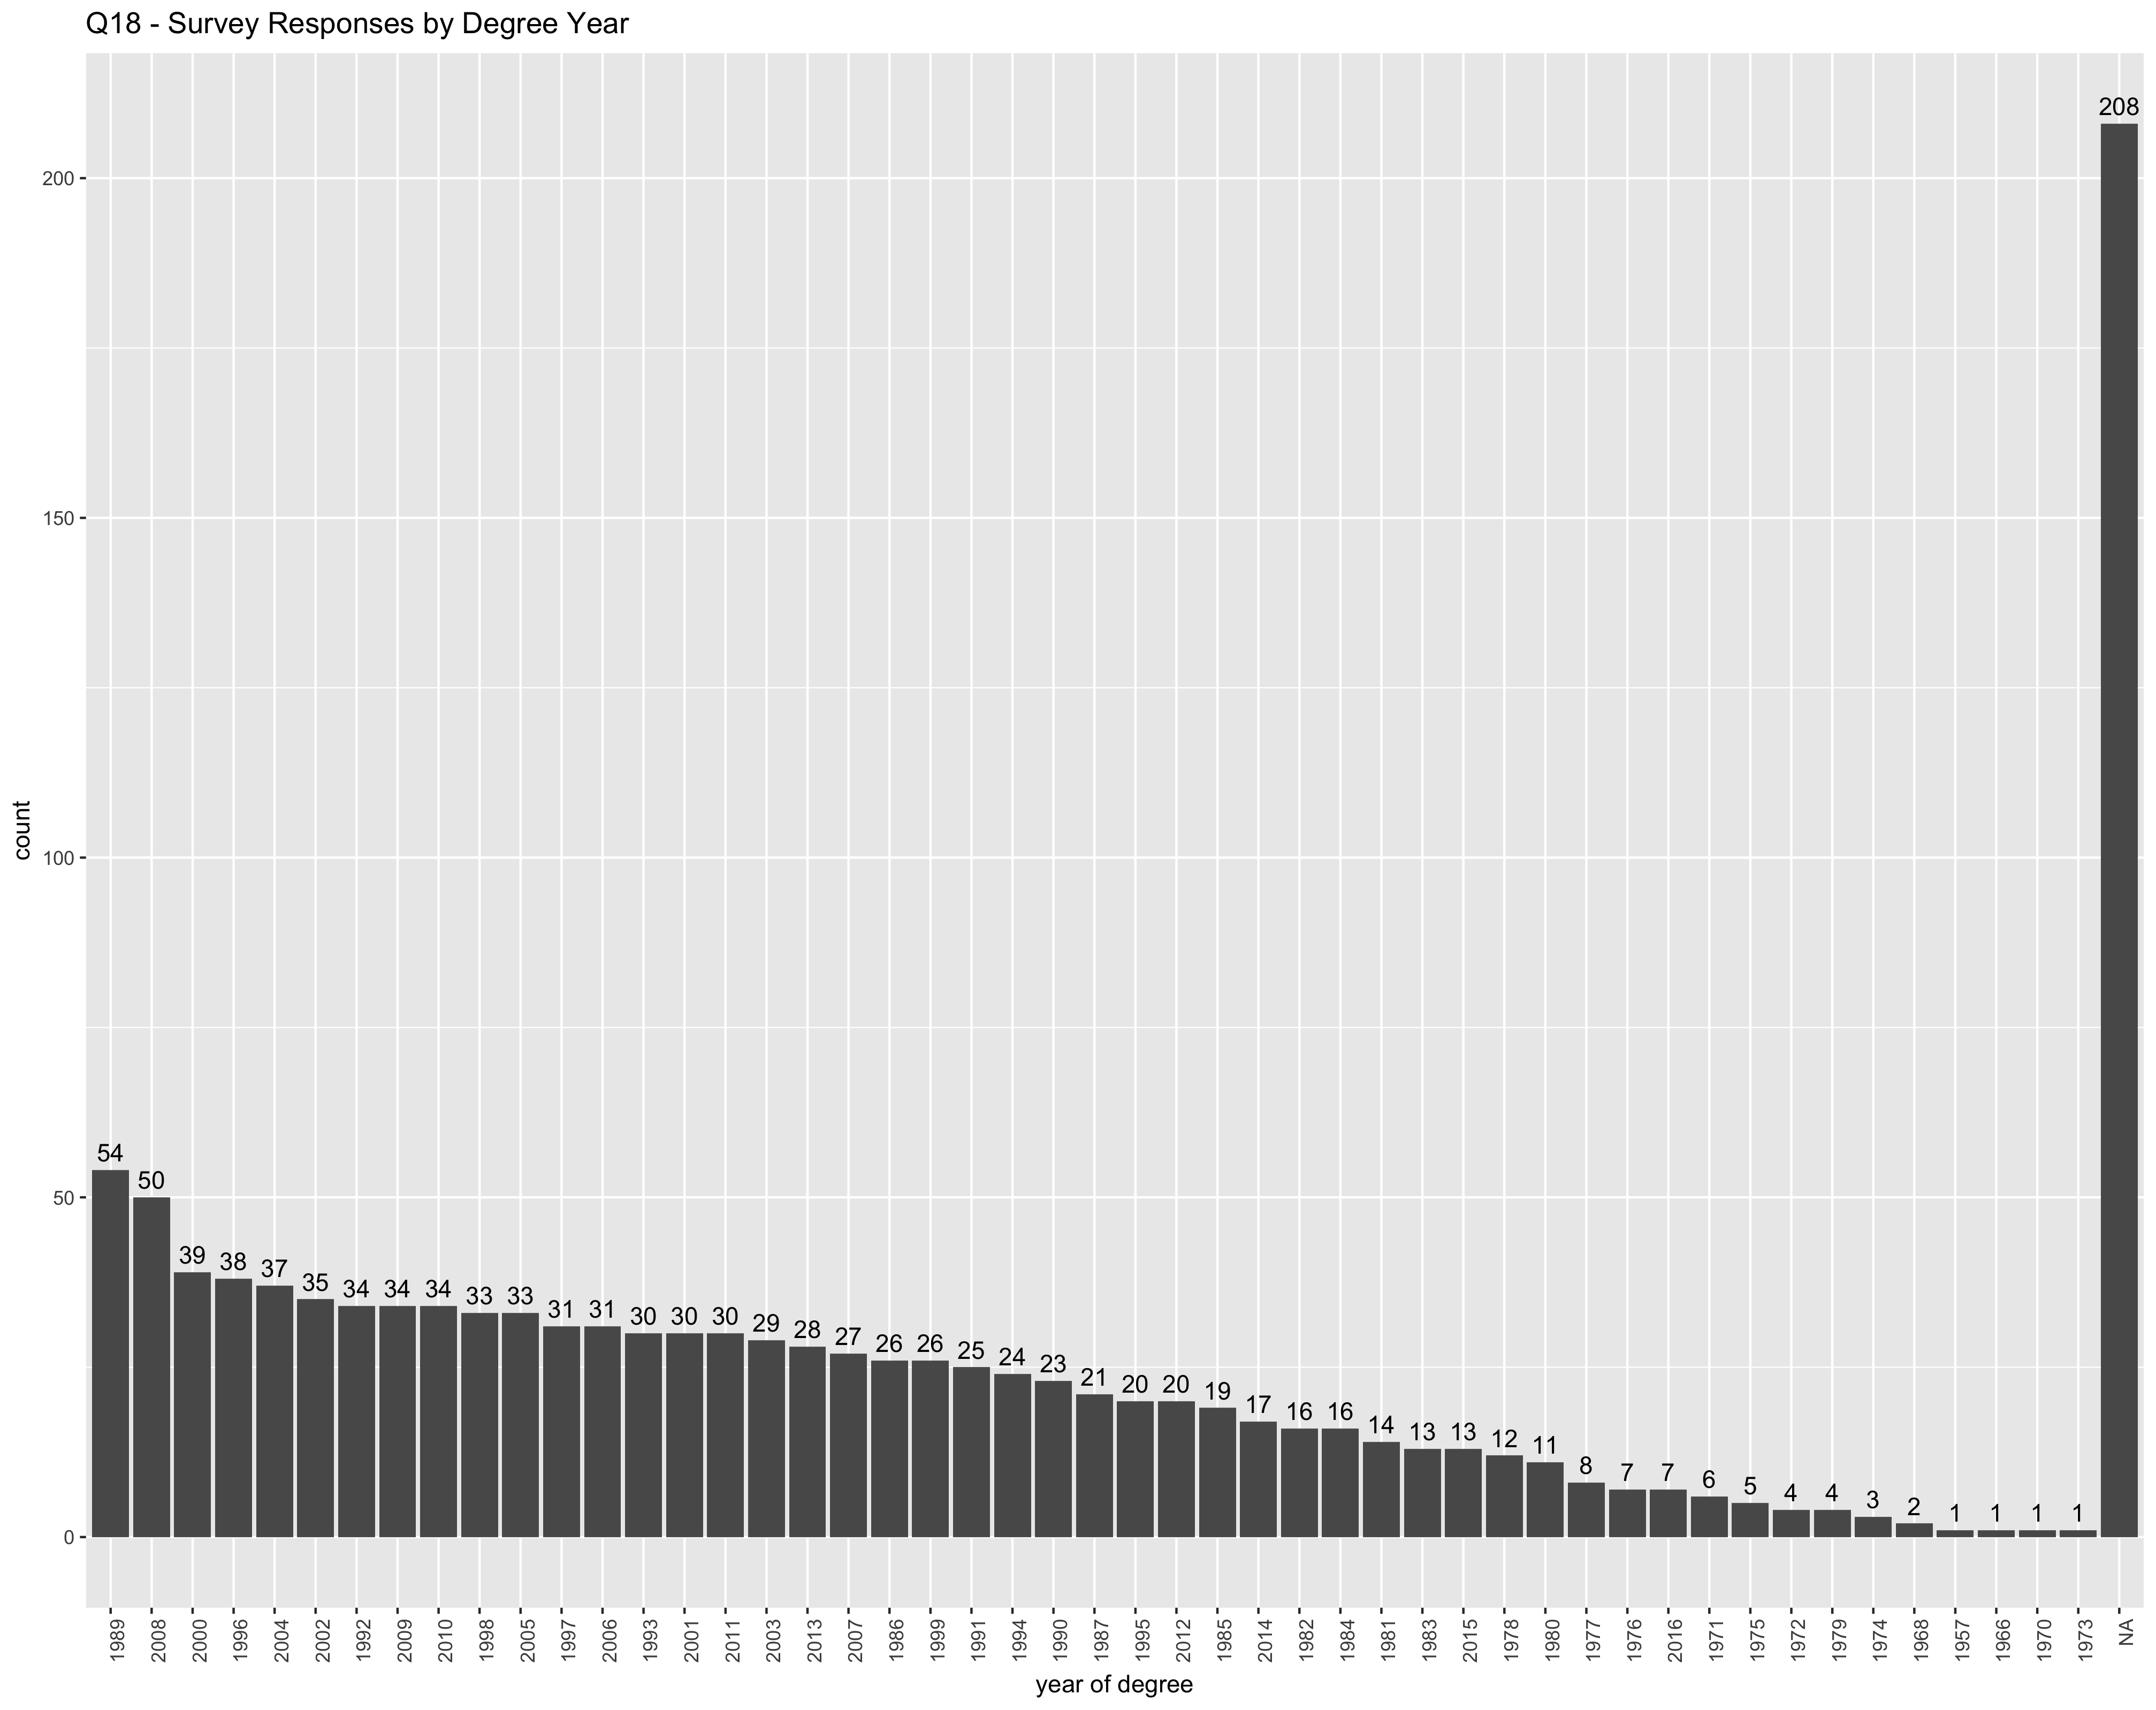 Q18 - Survey Responses by Degree Year
208
200
150
count
100
54
50
50
39 38 37 35 34 34 34 33 33 31 31 30 30 30 29 28 27 26 26 25 24 23 21 20 20 19 17 16 16 14 13 13 12 11 8 7 7 6 5 4 4 3 2 1 1 1 1
0
1989 2008 2000 1996 2004 2002 1992 2009 2010 1998 2005 1997 2006 1993 2001 2011 2003 2013 2007 1986 1999 1991 1994 1990 1987 1995 2012 1985 2014 1982 1984 1981 1983 2015 1978 1980 1977 1976 2016 1971 1975 1972 1979 1974 1968 1957 1966 1970 1973 NA
year of degree